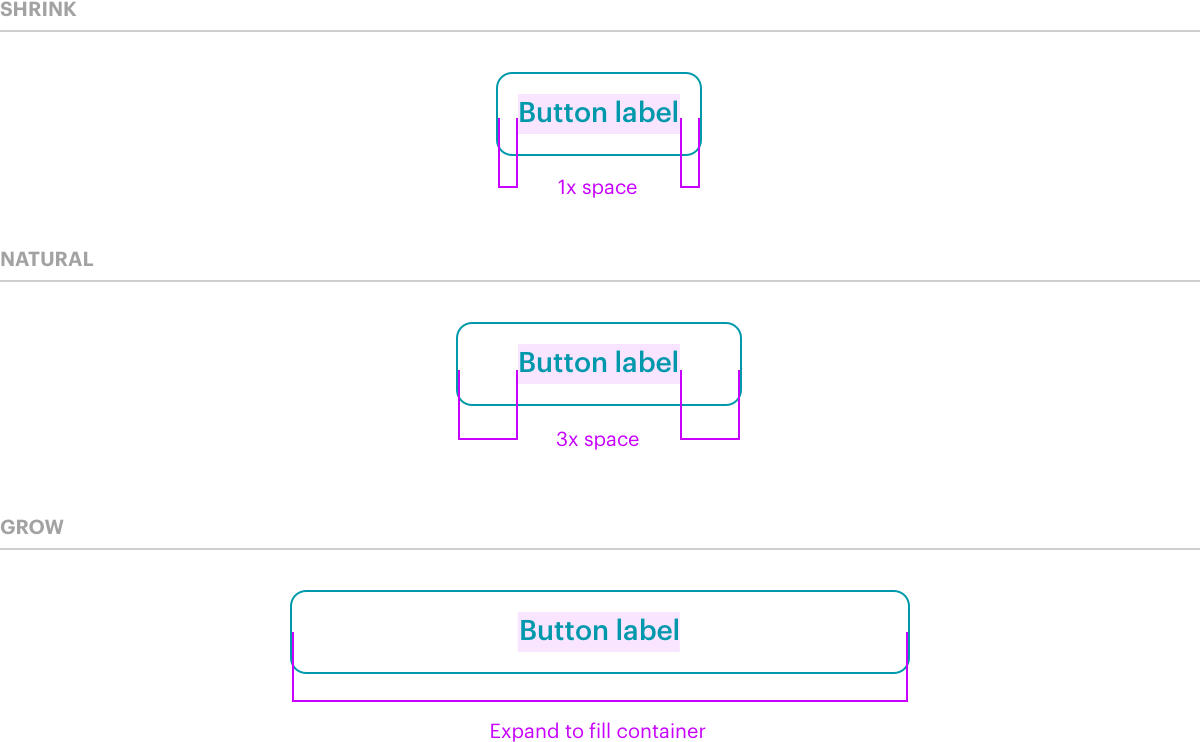 SHRINK
Button label
1x space
NATURAL
Button label
3x space
GROW
Button label
Expand to fill container